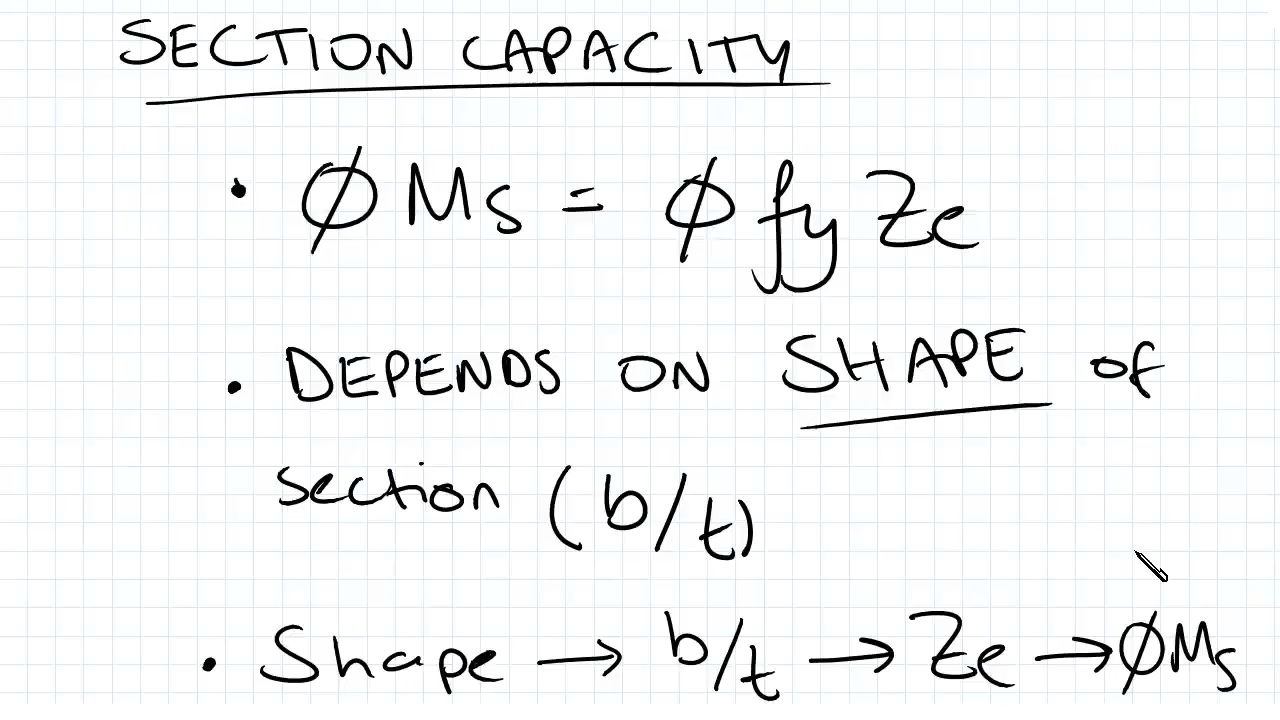 SECTION CAPACITY
• ØMs = Ø fy Ze
• DEPENDS ON SHAPE of
section (b/t)
• Shape → b/t → Ze → ØMs